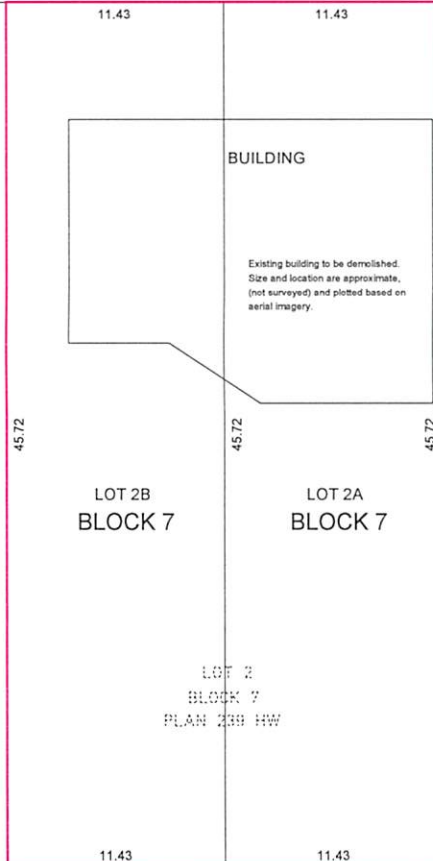 11.43
11.43
BUILDING
Existing building to be demolished.
Size and location are approximate,
(not surveyed) and plotted based on
aerial imagery.
45.72
45.72
45.72
LOT 2B
BLOCK 7
LOT 2A
BLOCK 7
LOT 2
BLOCK 7
PLAN 239 HW
11.43
11.43